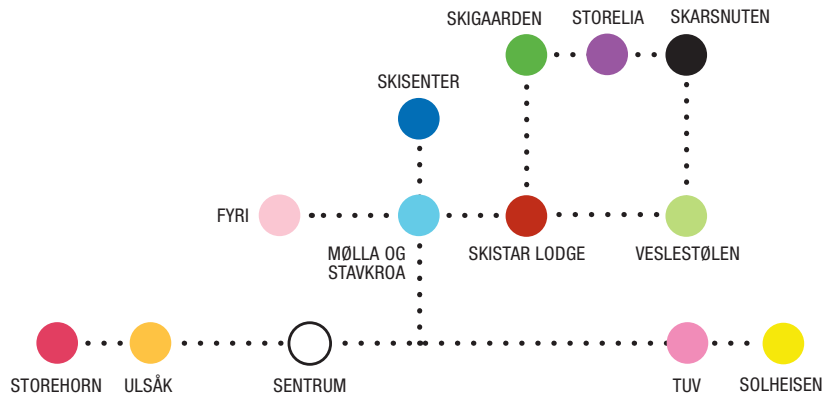 SKIGAARDEN
STORELIA
SKARSNUTEN
SKISENTER
FYRI
MØLLA OG
STAVKROA
SKISTAR LODGE
VESLESTØLEN
STOREHORN
ULSÅK
SENTRUM
TUV
SOLHEISEN